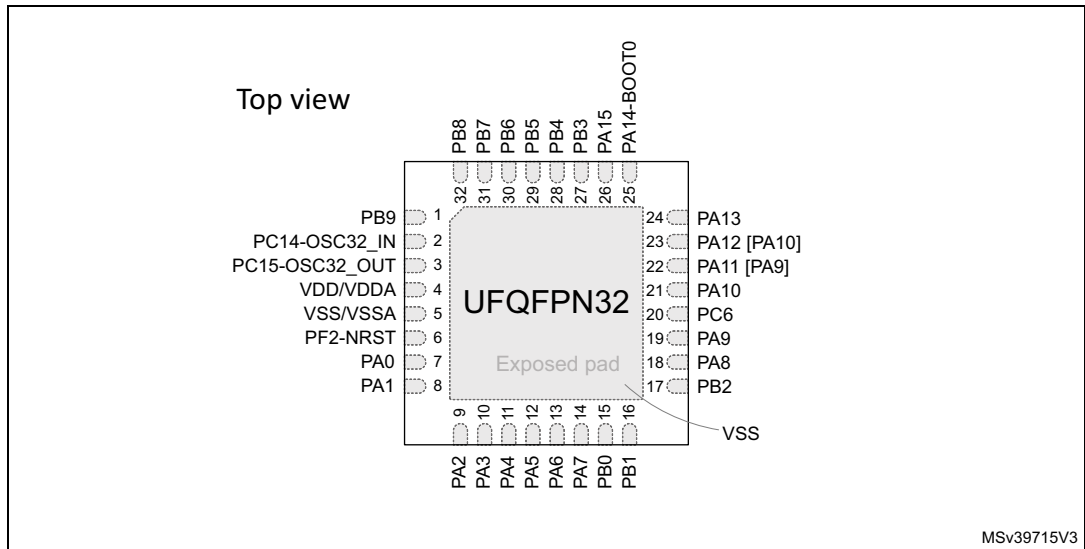 Top view
PB8
PB7
PB6
PB5
PB4
PB3
PA15
PA14-BOOT0
32
31
30
29
28
27
26
25
PB9 1
PC14-OSC32_IN 2
PC15-OSC32_OUT 3
VDD/VDDA 4
VSS/VSSA 5
PF2-NRST 6
PA0 7
PA1 8
UFQFPN32
Exposed pad
24 PA13
23 PA12 [PA10]
22 PA11 [PA9]
21 PA10
20 PC6
19 PA9
18 PA8
17 PB2
VSS
9
10
11
12
13
14
15
16
PA2
PA3
PA4
PA5
PA6
PA7
PB0
PB1
MSv39715V3